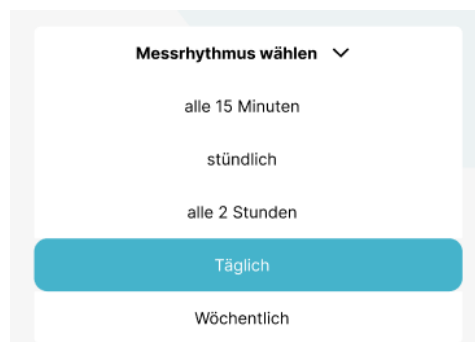 Messrhythmus wählen
alle 15 Minuten
stündlich
alle 2 Stunden
Täglich
Wöchentlich